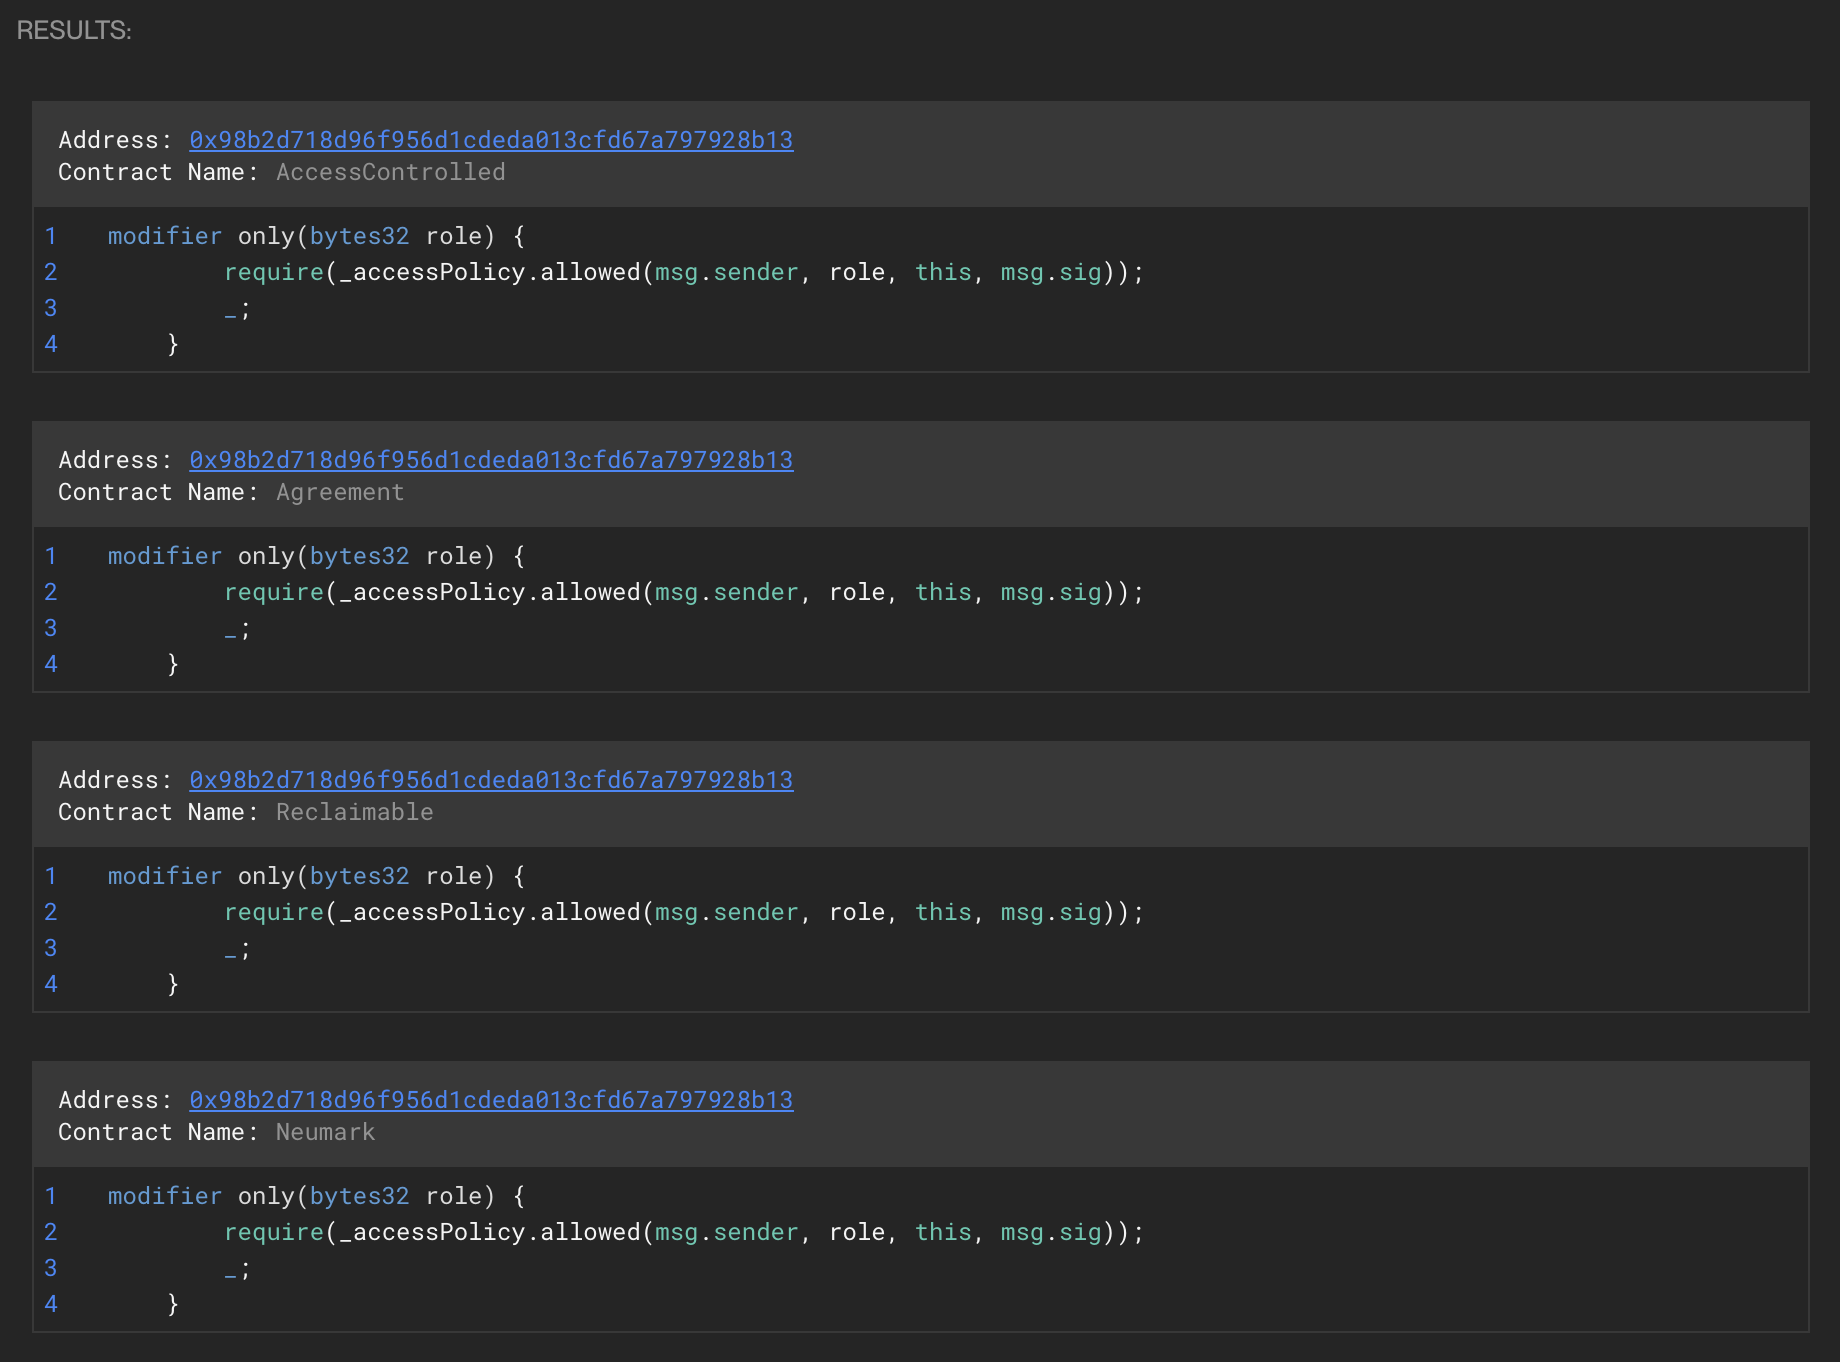 RESULTS:
Address: 0x98b2d718d96f956d1cdeda013cfd67a797928b13
Contract Name: AccessControlled
1 modifier only(bytes32 role) {
2 require(_accessPolicy.allowed(msg.sender, role, this, msg.sig));
3 _;
4 }
Address: 0x98b2d718d96f956d1cdeda013cfd67a797928b13
Contract Name: Agreement
1 modifier only(bytes32 role) {
2 require(_accessPolicy.allowed(msg.sender, role, this, msg.sig));
3 _;
4 }
Address: 0x98b2d718d96f956d1cdeda013cfd67a797928b13
Contract Name: Reclaimable
1 modifier only(bytes32 role) {
2 require(_accessPolicy.allowed(msg.sender, role, this, msg.sig));
3 _;
4 }
Address: 0x98b2d718d96f956d1cdeda013cfd67a797928b13
Contract Name: Neumark
1 modifier only(bytes32 role) {
2 require(_accessPolicy.allowed(msg.sender, role, this, msg.sig));
3 _;
4 }